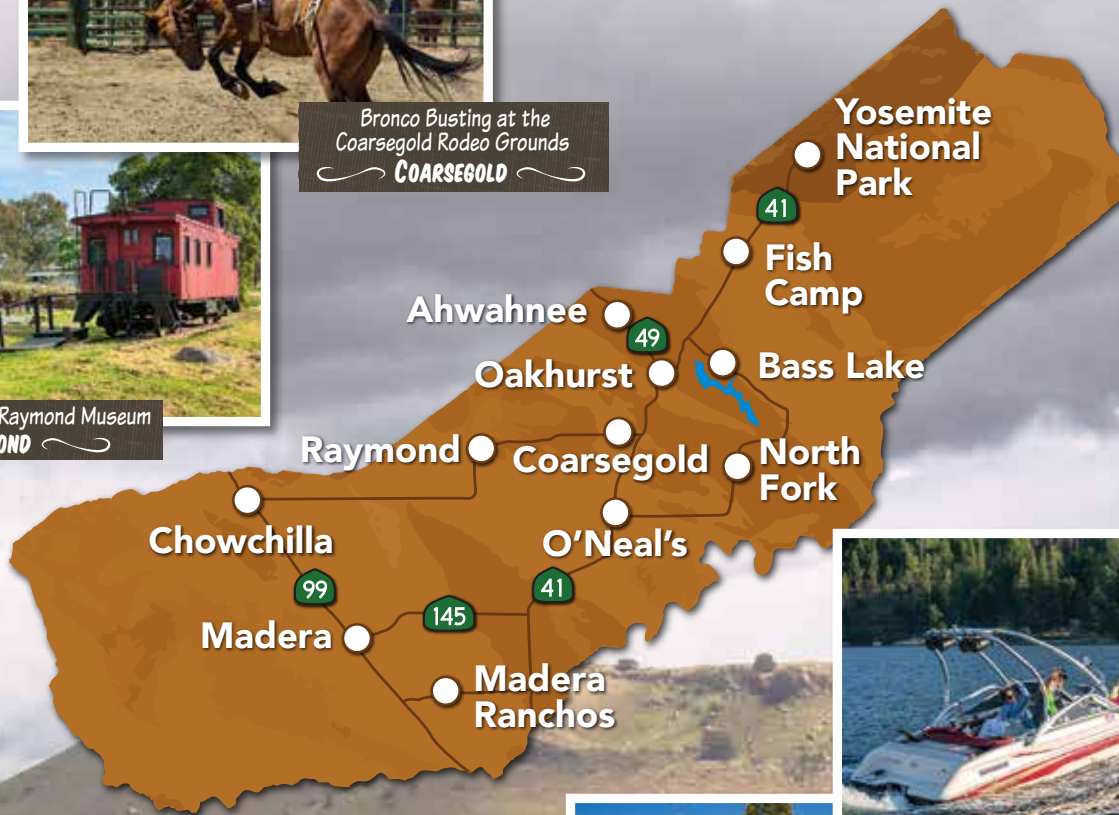 Bronco Busting at the
Coarsegold Rodeo Grounds
COARSEGOLD
Yosemite
National
Park
41
Fish
Camp
Ahwahnee
49
Oakhurst
Bass Lake
Raymond Museum
Raymond
Coarsegold
North
Fork
Chowchilla
O'Neal's
99
41
145
Madera
Madera
Ranchos